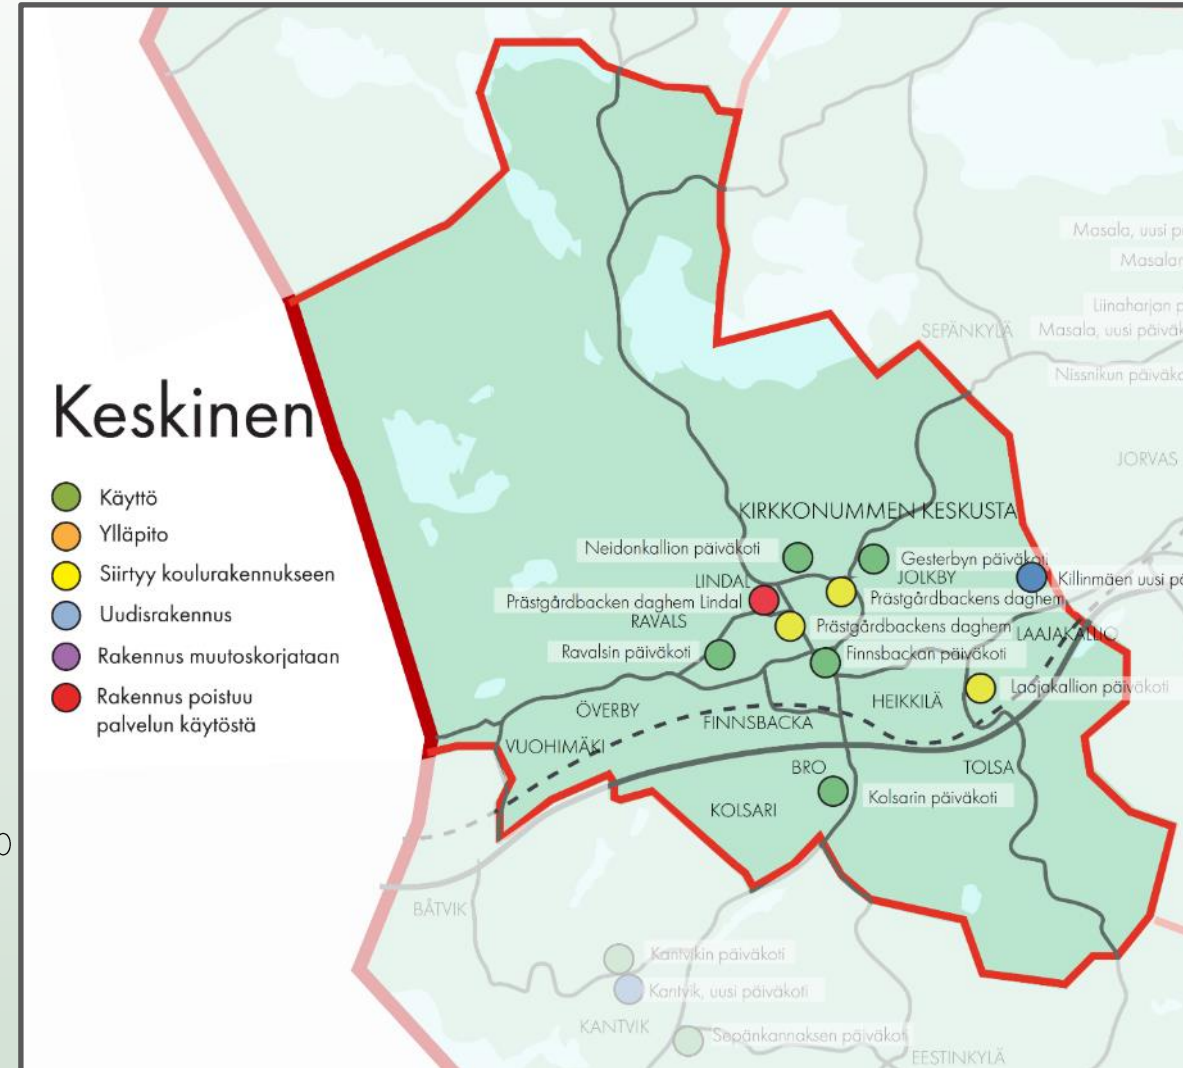 Masala, uusi p
Masalan
Liinaharjan p
SEPÄNKYLÄ
Masala, uusi päiväk
Nissnikun päiväko
Keskinen
JORVAS
Käyttö
Ylläpito
Siirtyy koulurakennukseen
Uudisrakennus
Rakennus muutoskorjataan
Rakennus poistuu
palvelun käytöstä
KIRKKONUMMEN KESKUSTA
Neidonkallion päiväkoti
Gesterbyn päiväkoti
LINDAL
JOLKBY
Killinmäen uusi pä
Prästgårdbacken daghem Lindal
Prästgårdbackens daghem
RAVALS
Prästgårdbackens daghem
LAAJAKALLIO
Ravalsin päiväkoti
Finnsbackan päiväkoti
Laajakallion päiväkoti
HEIKKILÄ
ÖVERBY
FINNSBACKA
VUOHIMÄKI
BRO
TOLSA
Kolsarin päiväkoti
KOLSARI
0
BÅTVIK
Kantvikin päiväkoti
Kantvik, uusi päiväkoti
KANTVIK
Sepänkannaksen päiväkoti
EESTINKYLÄ